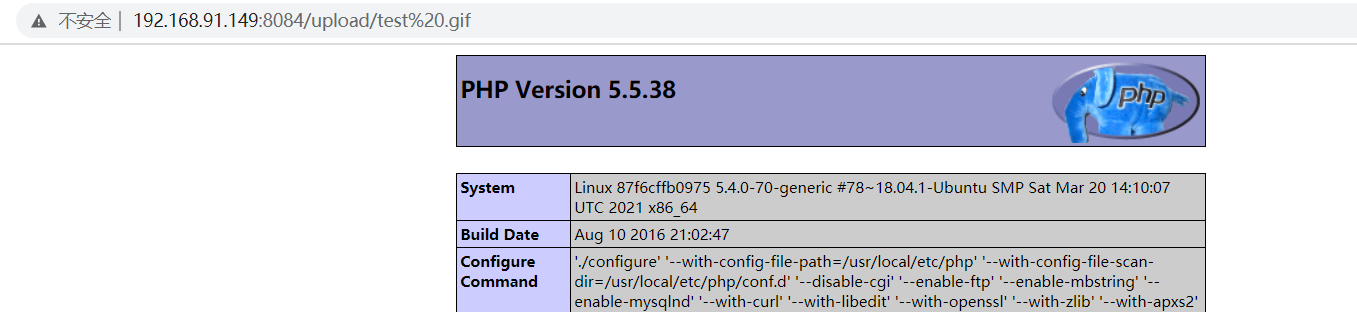 不安全 | 192.168.91.149:8084/upload/test%20.gif
PHP Version 5.5.38
php
System Linux 87f6cffb0975 5.4.0-70-generic #78~18.04.1-Ubuntu SMP Sat Mar 20 14:10:07
UTC 2021 x86_64
Build Date Aug 10 2016 21:02:47
Configure './configure' '--with-config-file-path=/usr/local/etc/php' '--with-config-file-scan-
Command dir=/usr/local/etc/php/conf.d' '--disable-cgi' '--enable-ftp' '--enable-mbstring' '--
enable-mysqlnd' '--with-curl' '--with-libedit' '--with-openssl' '--with-zlib' '--with-apxs2'